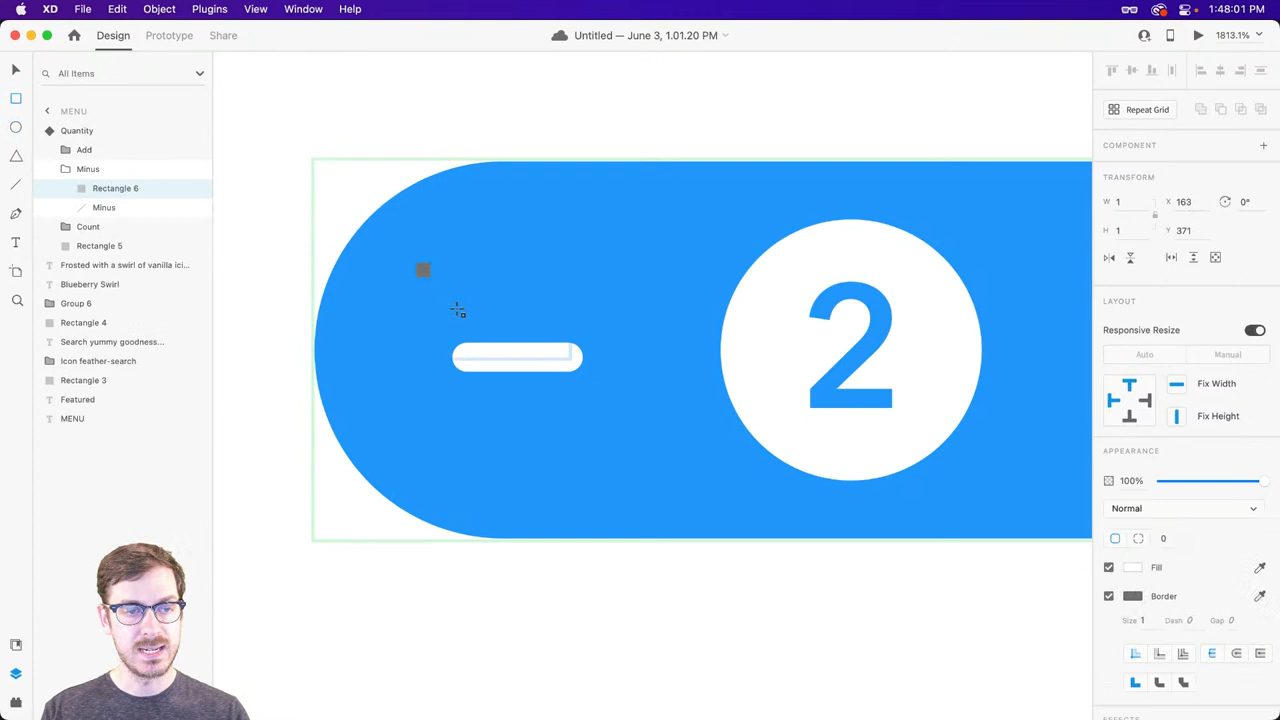 XD File Edit Object Plugins View Window Help 1:48:01 PM
Design Prototype Share Untitled — June 3, 1.01.20 PM 1813.1%
All Items
MENU
Quantity
Add
Minus
Rectangle 6
Minus
Count
Rectangle 5
Frosted with a swirl of vanilla ici...
Blueberry Swirl
Group 6
Rectangle 4
Search yummy goodness...
Icon feather-search
Rectangle 3
Featured
MENU
2
Repeat Grid
COMPONENT
TRANSFORM
W 1 X 163 0°
H 1 Y 371
LAYOUT
Responsive Resize
Auto Manual
Fix Width
Fix Height
APPEARANCE
100%
Normal
0
Fill
Border
Size 1 Dash 0 Gap 0
EFFECTS